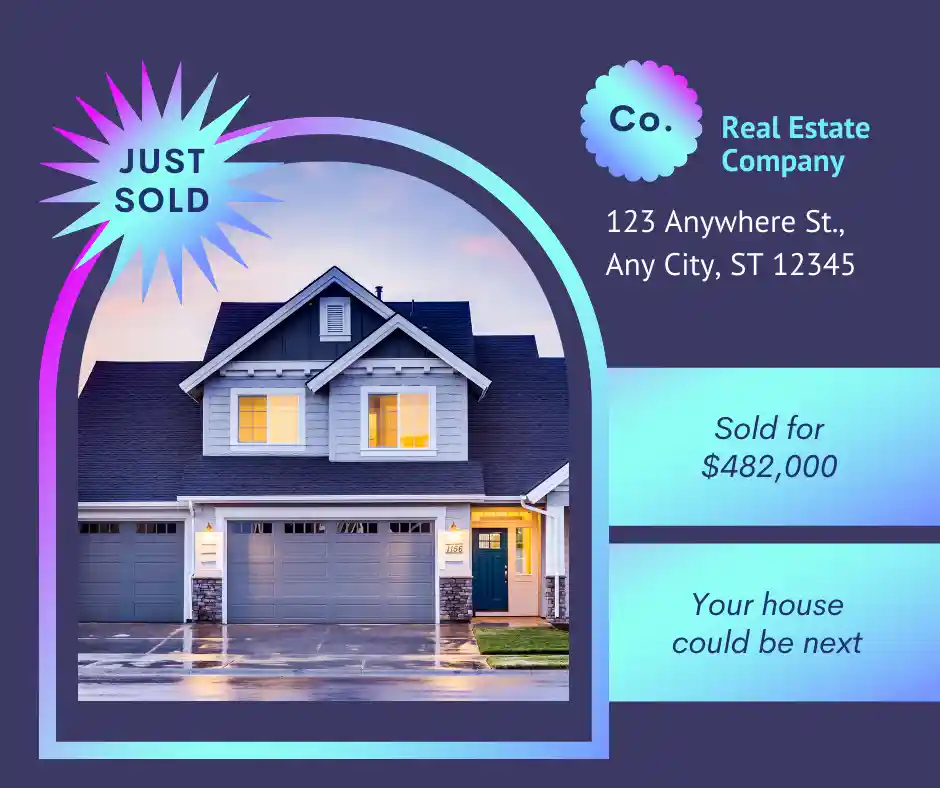 JUST
SOLD
Co.
Real Estate
Company
123 Anywhere St.,
Any City, ST 12345
1156
Sold for
$482,000
Your house
could be next